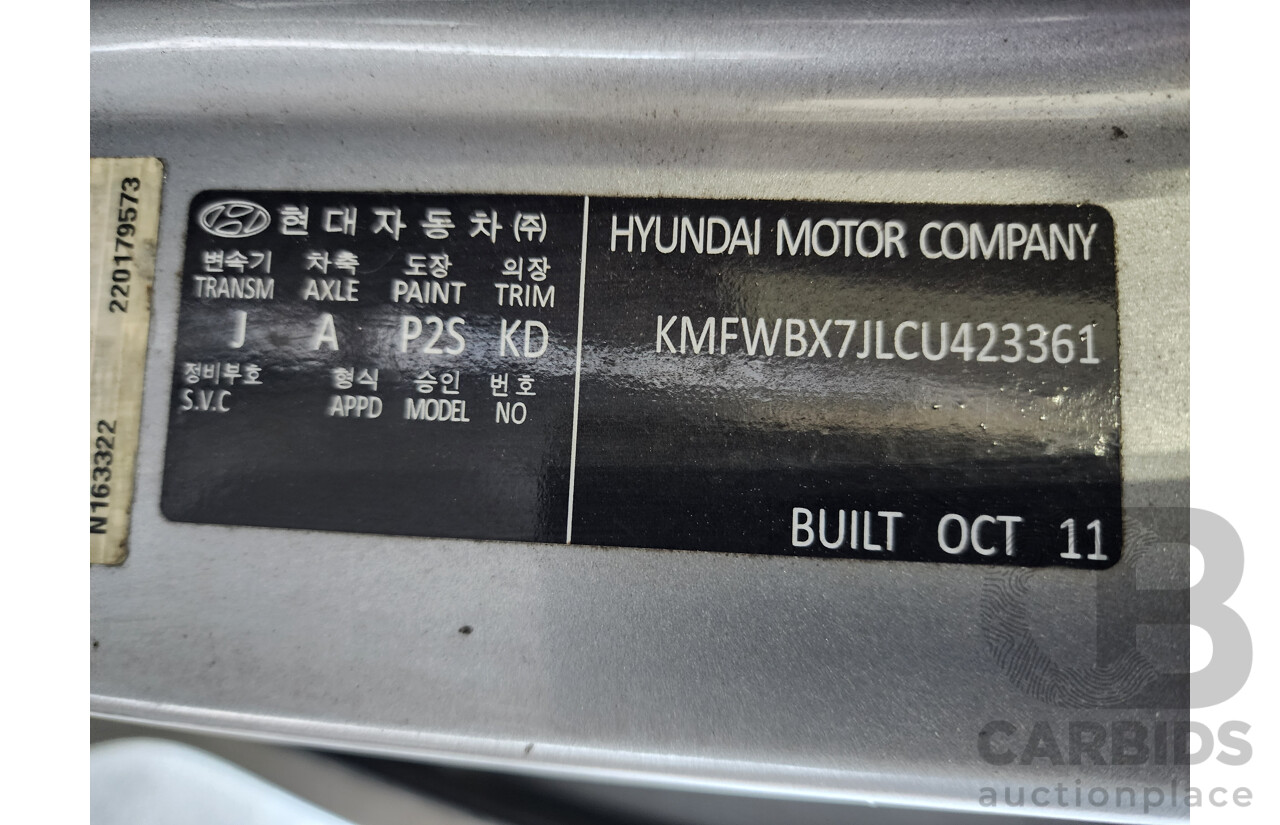 220179573
N163322
현대자동차(주)
변속기 차축 도장 의장
TRANSM AXLE PAINT TRIM
J A P2S KD
정비부호 형식 승인 번호
S.V.C APPD MODEL NO
HYUNDAI MOTOR COMPANY
KMFWBX7JLCU423361
BUILT OCT 11
CB
CARBIDS
auctionplace